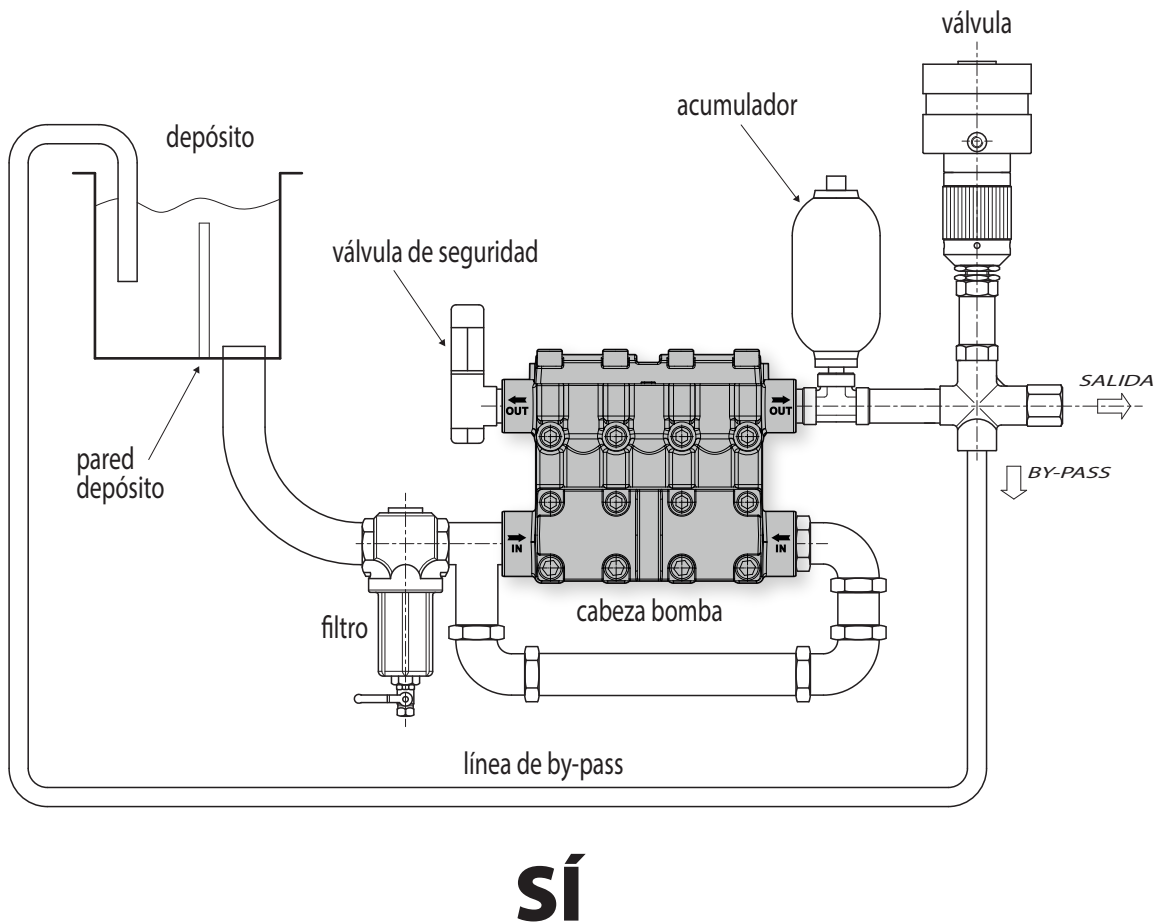 válvula
acumulador
depósito
válvula de seguridad
OUT
OUT
SALIDA
BY-PASS
pared
depósito
IN
IN
filtro
cabeza bomba
línea de by-pass
SÍ